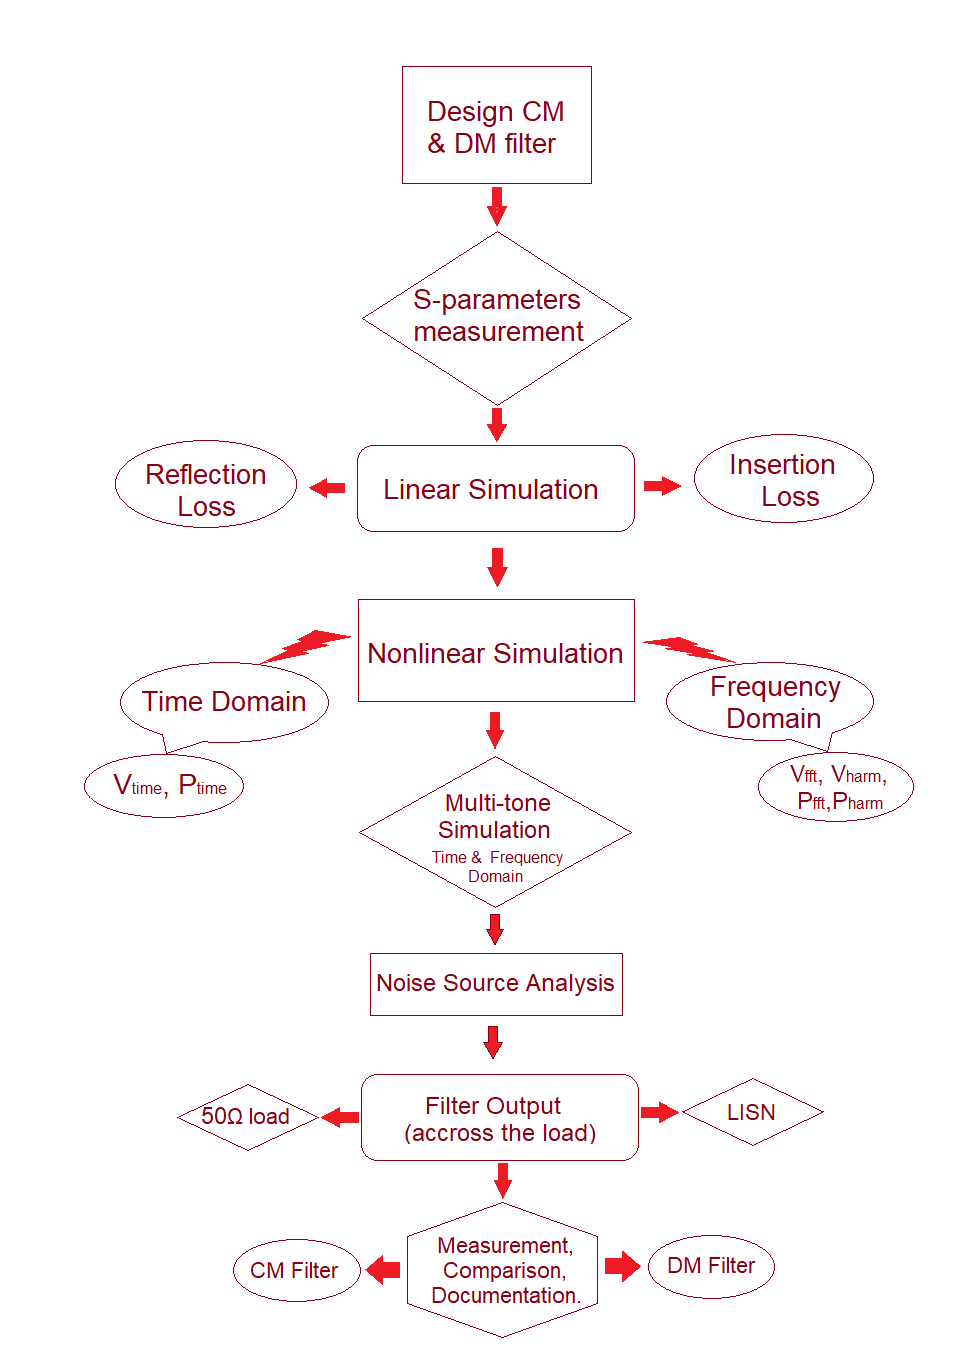 Design CM
& DM filter
S-parameters
measurement
Reflection
Loss
Linear Simulation
Insertion
Loss
Nonlinear Simulation
Time Domain
Vtime, Ptime
Frequency
Domain
Vfft, Vharm,
Pfft,Pharm
Multi-tone
Simulation
Time & Frequency
Domain
Noise Source Analysis
50Ω load
Filter Output
(accross the load)
LISN
CM Filter
Measurement,
Comparison,
Documentation.
DM Filter